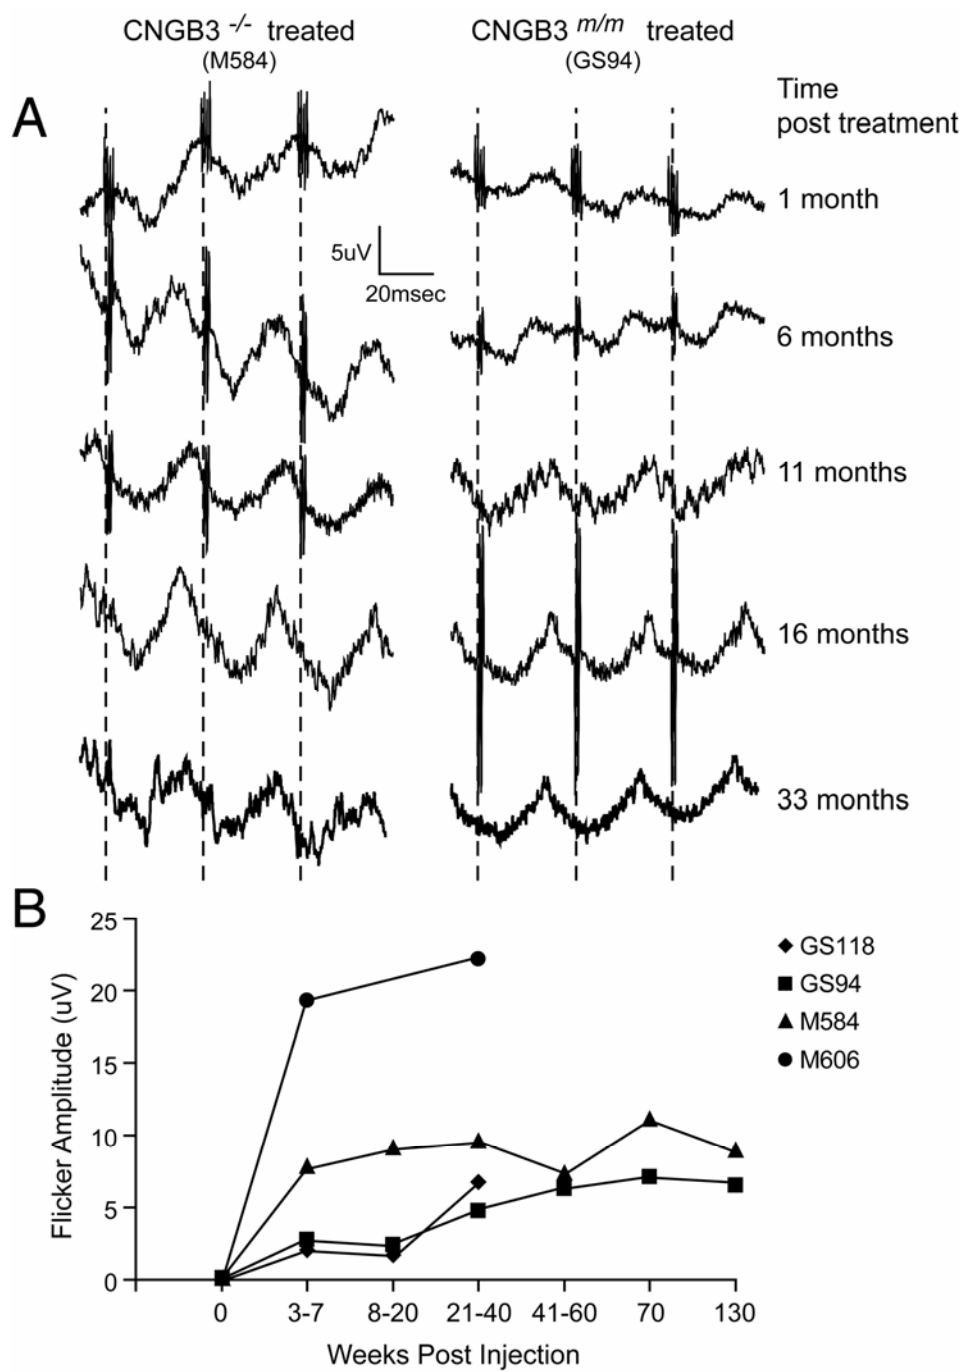 CNGB3 -/- treated
(M584)
CNGB3 m/m treated
(GS94)
A
Time
post treatment
1 month
5uV
20msec
6 months
11 months
16 months
33 months
B
Flicker Amplitude (uV)
25
20
15
10
5
0
0 3-7 8-20 21-40 41-60 70 130
Weeks Post Injection
GS118
GS94
M584
M606